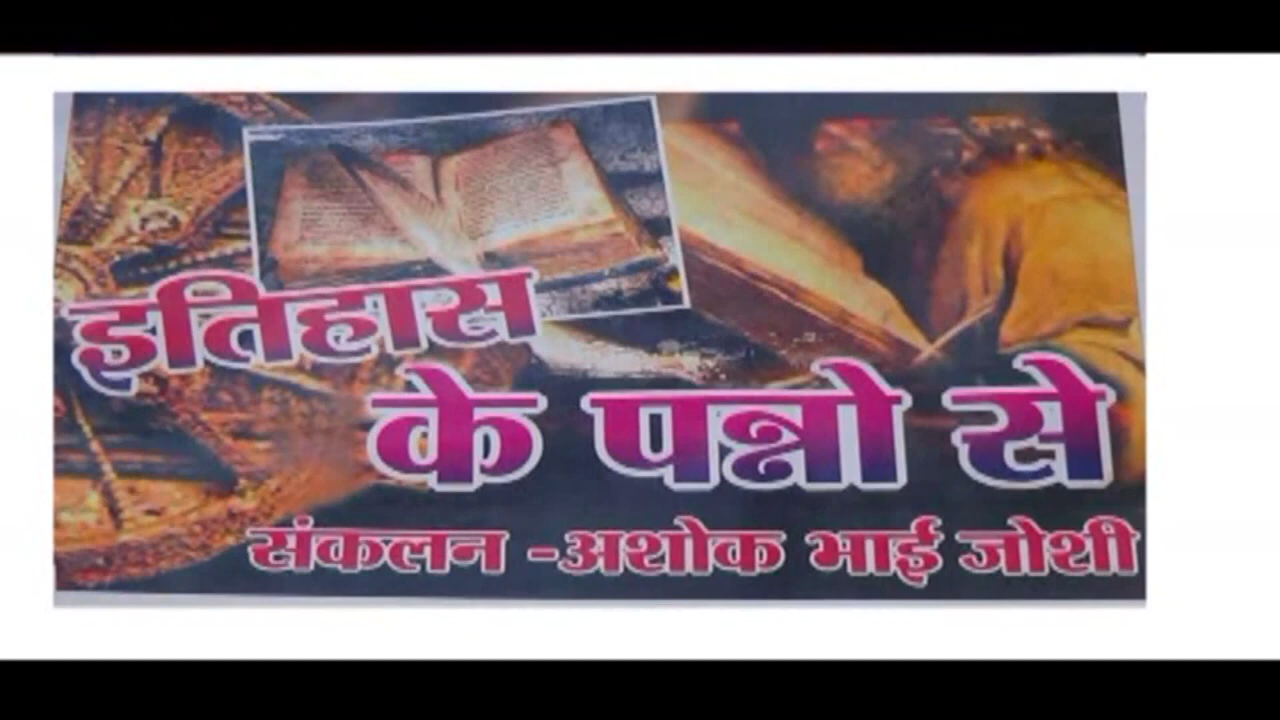 इतिहास
के पन्नो से
संकलन -अशोक भाई जोशी